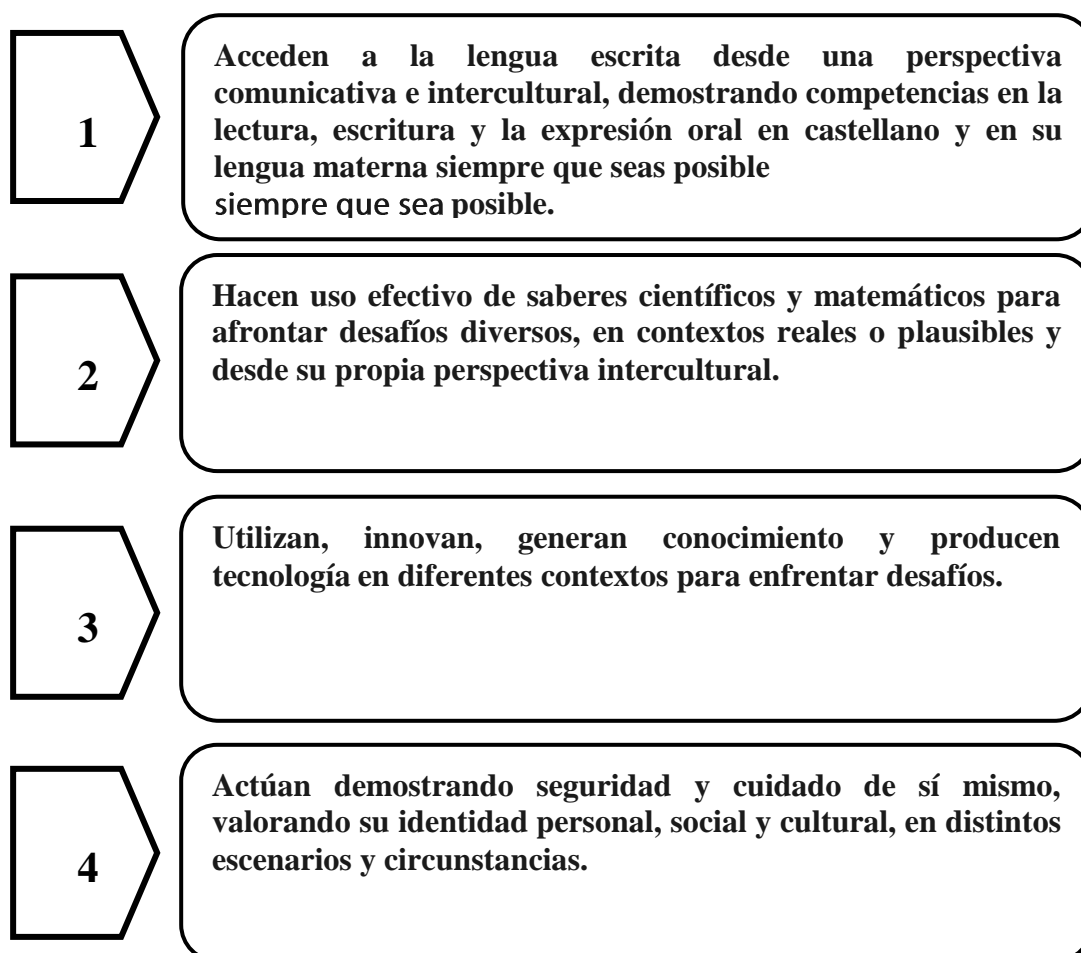 1
Acceden a la lengua escrita desde una perspectiva
comunicativa e intercultural, demostrando competencias en la
lectura, escritura y la expresión oral en castellano y en su
lengua materna siempre que seas posible
siempre que sea posible.
2
Hacen uso efectivo de saberes científicos y matemáticos para
afrontar desafíos diversos, en contextos reales o plausibles y
desde su propia perspectiva intercultural.
3
Utilizan, innovan, generan conocimiento y producen
tecnología en diferentes contextos para enfrentar desafíos.
4
Actúan demostrando seguridad y cuidado de sí mismo,
valorando su identidad personal, social y cultural, en distintos
escenarios y circunstancias.